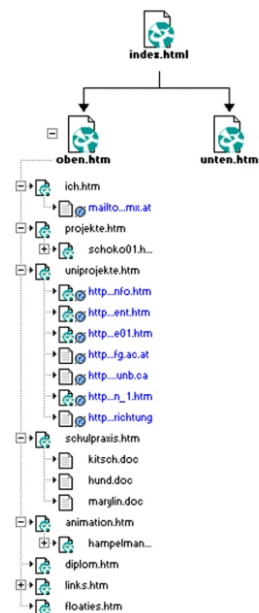 index.html
oben.htm
unten.htm
ich.htm
mailto...mx.at
projekte.htm
schoko01.h...
uniprojekte.htm
http...nfo.htm
http...ent.htm
http...e01.htm
http...fg.ac.at
http....unb.ca
http...n_1.htm
http...richtung
schulpraxis.htm
kitsch.doc
hund.doc
marylin.doc
animation.htm
hampelman...
diplom.htm
links.htm
floaties.htm